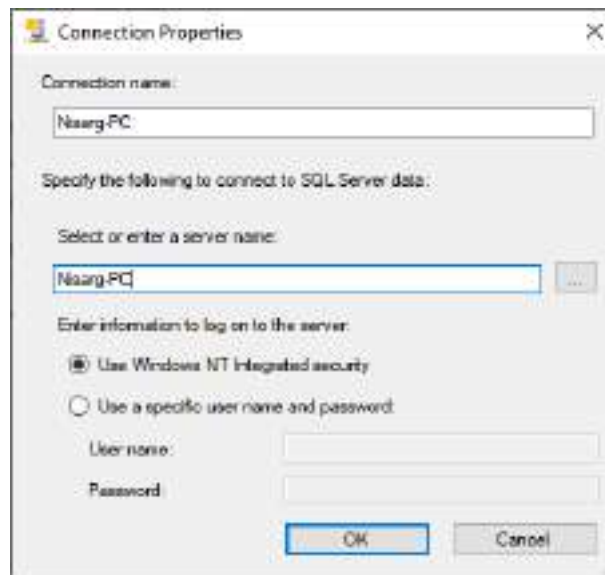 Connection Properties
Connection name:
Nisarg-PC
Specify the following to connect to SQL Server data:
Select or enter a server name:
Nisarg-PC
...
Enter information to log on to the server:
Use Windows NT Integrated security
Use a specific user name and password:
User name:
Password:
OK
Cancel